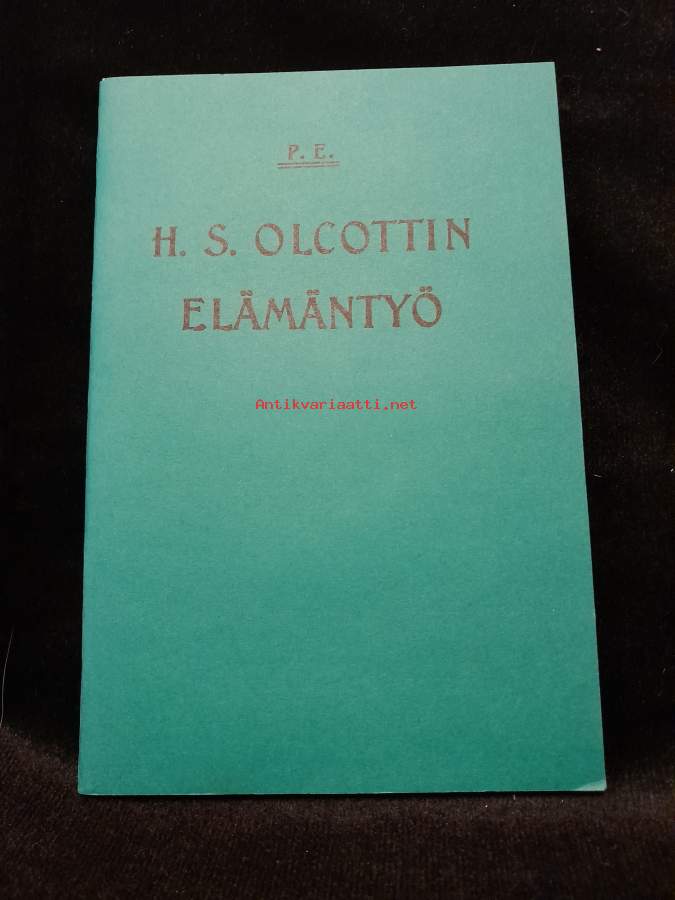 P. E.
H. S. OLCOTTIN
ELÄMÄNTYÖ
Antikvariaatti.net